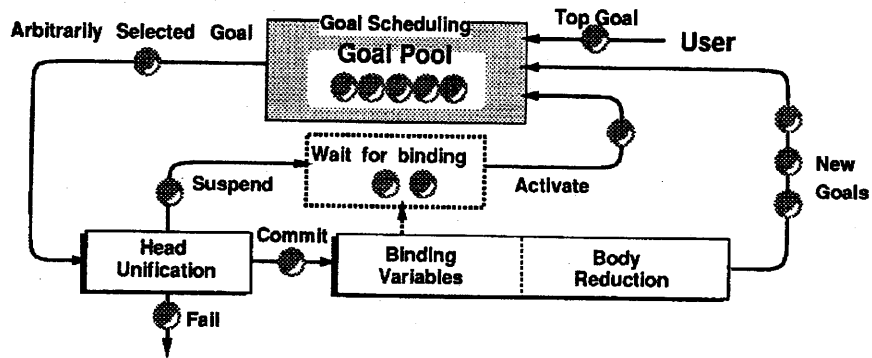 Top Goal
Arbitrarily Selected Goal
Goal Scheduling
User
Goal Pool
Wait for binding
Suspend
Activate
New
Goals
Commit
Head
Unification
Binding
Variables
Body
Reduction
Fail